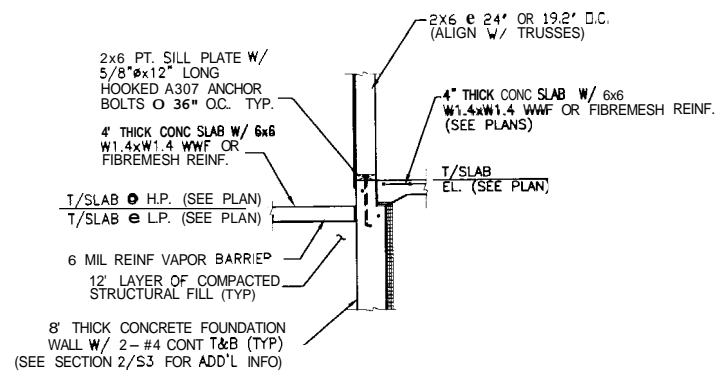 2X6 e 24' OR 19.2' O.C.
(ALIGN W/ TRUSSES)
2x6 PT. SILL PLATE W/
5/8"øx12" LONG
HOOKED A307 ANCHOR
BOLTS O 36" O.C. TYP.
4" THICK CONC SLAB W/ 6x6
W1.4xW1.4 WWF OR FIBREMESH REINF.
(SEE PLANS)
4' THICK CONC SLAB W/ 6x6
W1.4xW1.4 WWF OR
FIBREMESH REINF.
T/SLAB
EL. (SEE PLAN)
T/SLAB O H.P. (SEE PLAN)
T/SLAB e L.P. (SEE PLAN)
6 MIL REINF VAPOR BARRIER
12' LAYER OF COMPACTED
STRUCTURAL FILL (TYP)
8' THICK CONCRETE FOUNDATION
WALL W/ 2-#4 CONT T&B (TYP)
(SEE SECTION 2/S3 FOR ADD'L INFO)